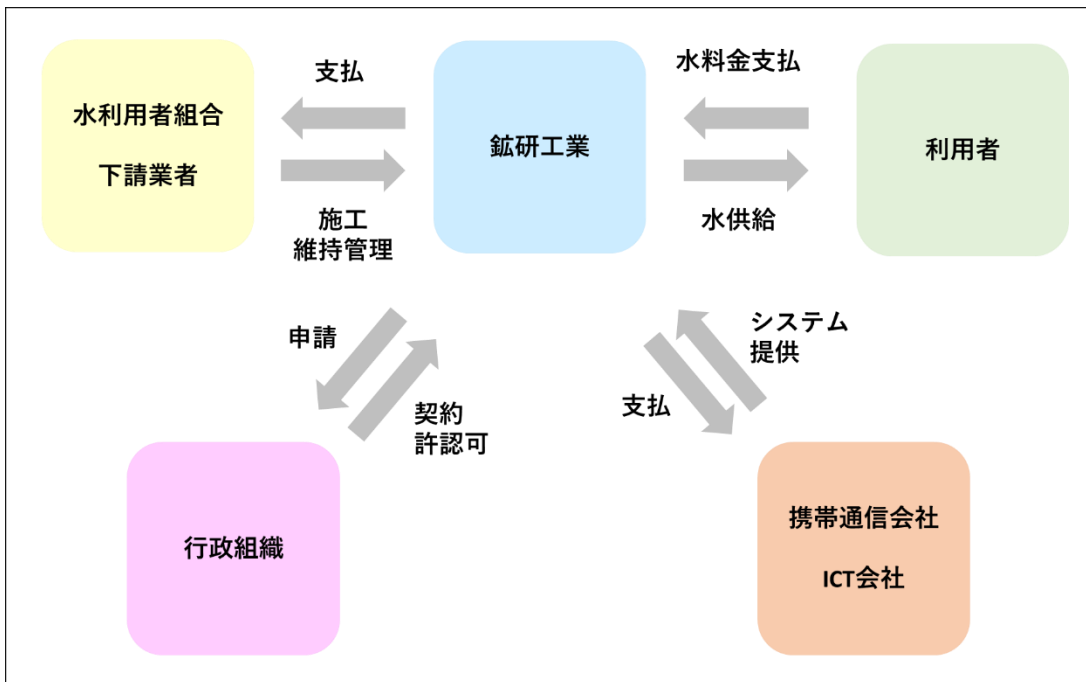 支払
水料金支払
水利用者組合
下請業者
鉱研工業
利用者
施工
維持管理
水供給
申請
契約
許認可
システム
提供
支払
行政組織
携帯通信会社
ICT会社